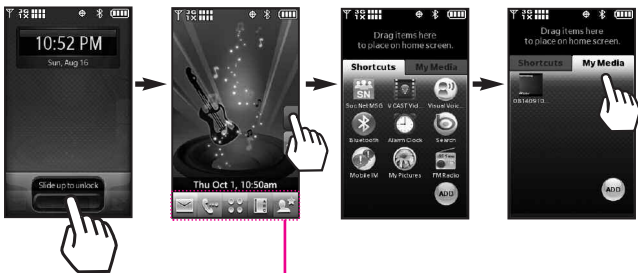 3G
1X
10:52 PM
Sun, Aug 16
Slide up to unlock
3G
1X
Thu Oct 1, 10:50am
3G
1X
Drag items here
to place on home screen.
Shortcuts My Media
SN
Soc Net MSG V CAST Vid... Visual Voic...
Bluetooth Alarm Clock Search
Mobile IM My Pictures FM Radio
ADD
3G
1X
Drag items here
to place on home screen.
Shortcuts My Media
ADD